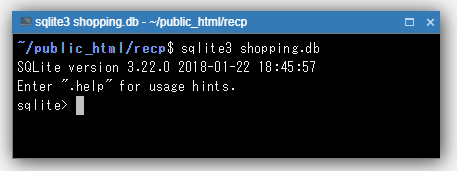 sqlite3 shopping.db - ~/public_html/recp
~/public_html/recp$ sqlite3 shopping.db
SQLite version 3.22.0 2018-01-22 18:45:57
Enter ".help" for usage hints.
sqlite>